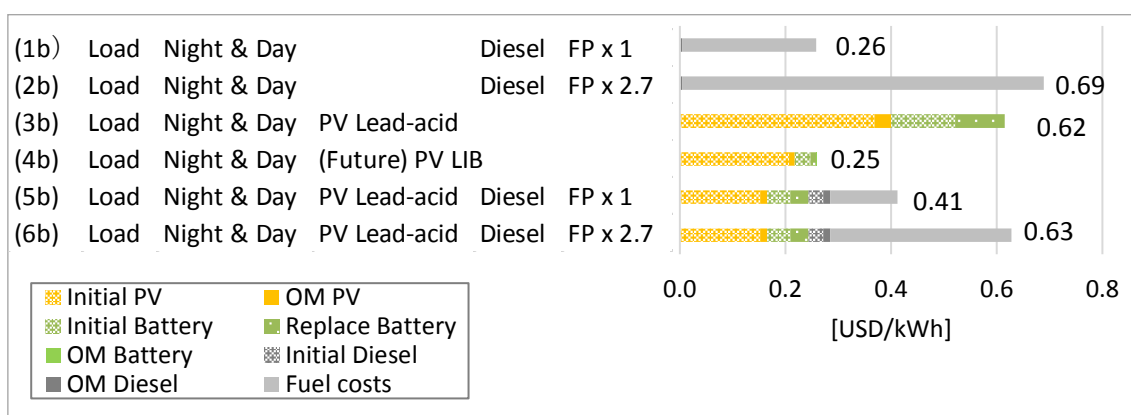 (1b） Load Night & Day Diesel FP x 1 0.26
(2b) Load Night & Day Diesel FP x 2.7 0.69
(3b) Load Night & Day PV Lead-acid 0.62
(4b) Load Night & Day (Future) PV LIB 0.25
(5b) Load Night & Day PV Lead-acid Diesel FP x 1 0.41
(6b) Load Night & Day PV Lead-acid Diesel FP x 2.7 0.63
0.0 0.2 0.4 0.6 0.8
[USD/kWh]
Initial PV OM PV
Initial Battery Replace Battery
OM Battery Initial Diesel
OM Diesel Fuel costs